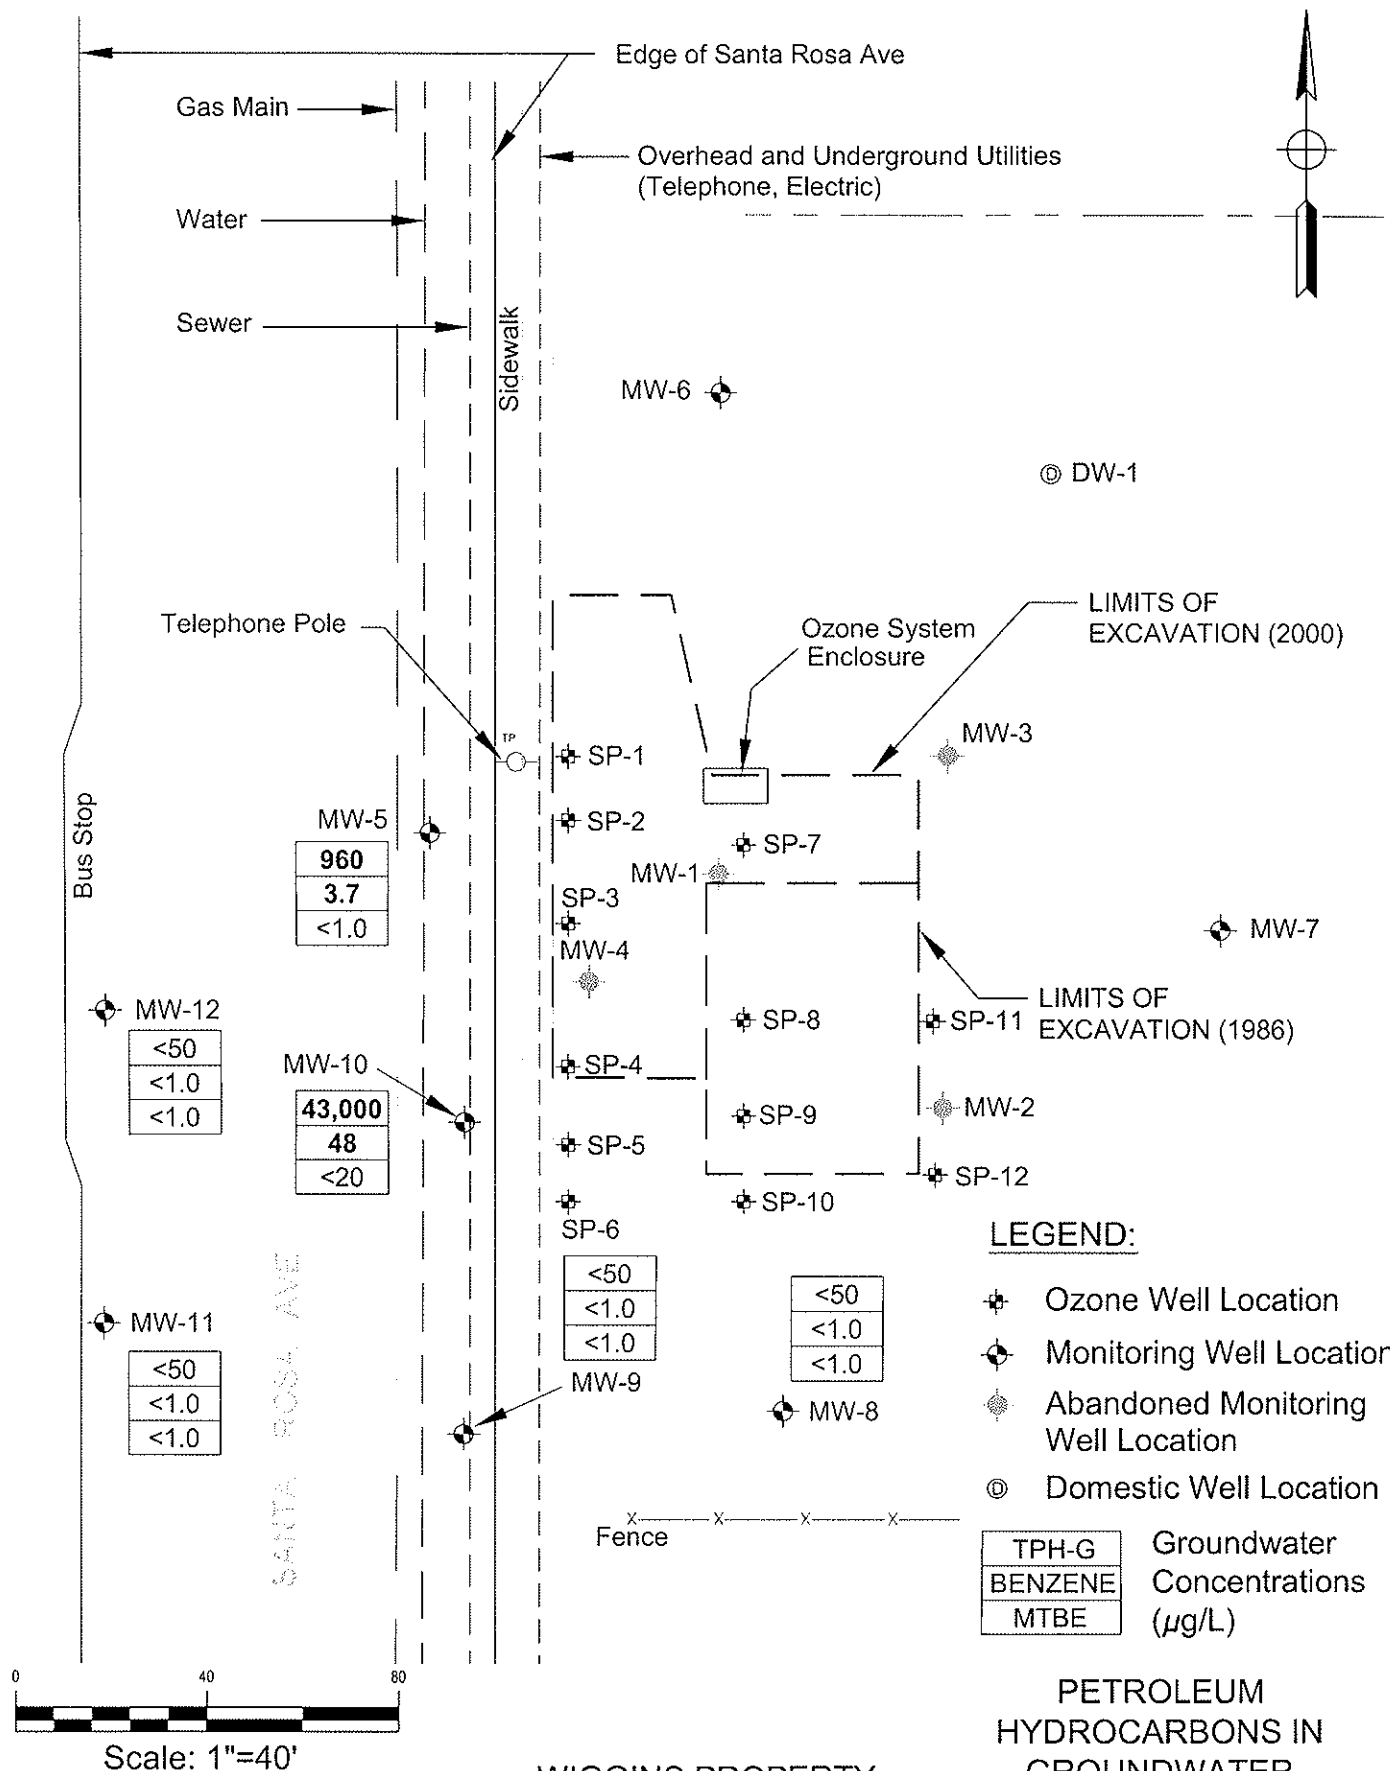 Edge of Santa Rosa Ave
Gas Main
Overhead and Underground Utilities
(Telephone, Electric)
Water
Sewer
Sidewalk
MW-6
D DW-1
Telephone Pole
Ozone System
Enclosure
LIMITS OF
EXCAVATION (2000)
TP
SP-1
MW-3
Bus Stop
MW-5
960
3.7
<1.0
SP-2
SP-7
MW-1
SP-3
MW-4
MW-7
MW-12
<50
<1.0
<1.0
SP-8
SP-11
LIMITS OF
EXCAVATION (1986)
MW-10
43,000
48
<20
SP-4
SP-9
MW-2
SP-5
SP-12
SP-6
SP-10
<50
<1.0
<1.0
MW-9
<50
<1.0
<1.0
MW-8
MW-11
<50
<1.0
<1.0
SANTA ROSA AVE
Fence
X X X X
LEGEND:
Ozone Well Location
Monitoring Well Location
Abandoned Monitoring
Well Location
D Domestic Well Location
TPH-G
BENZENE
MTBE
Groundwater
Concentrations
(µg/L)
0 40 80
Scale: 1"=40'
PETROLEUM
HYDROCARBONS IN
GROUNDWATER
WIGGINS PROPERTY